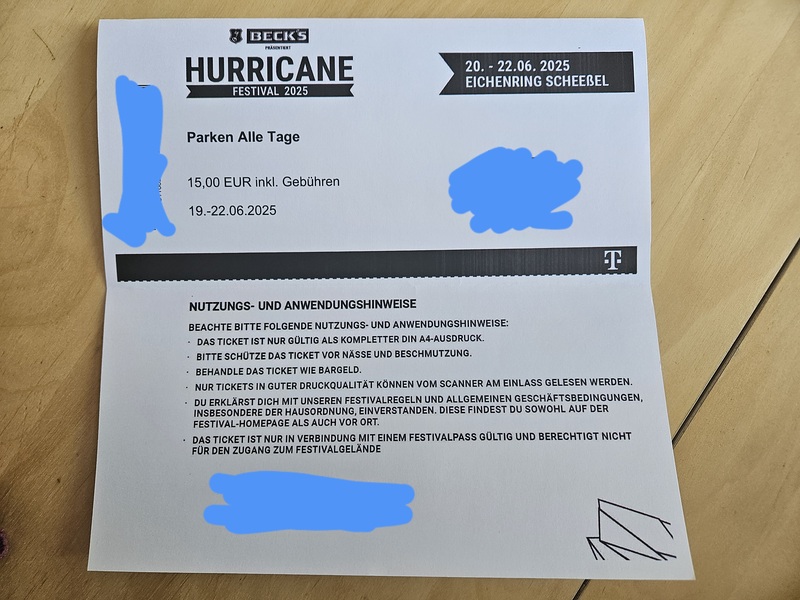 BECK'S
PRÄSENTIERT
HURRICANE
FESTIVAL 2025
20. - 22.06. 2025
EICHENRING SCHEEẞEL
Parken Alle Tage
15,00 EUR inkl. Gebühren
19.-22.06.2025
T
NUTZUNGS- UND ANWENDUNGSHINWEISE
BEACHTE BITTE FOLGENDE NUTZUNGS- UND ANWENDUNGSHINWEISE:
· DAS TICKET IST NUR GÜLTIG ALS KOMPLETTER DIN A4-AUSDRUCK.
· BITTE SCHÜTZE DAS TICKET VOR NÄSSE UND BESCHMUTZUNG.
· BEHANDLE DAS TICKET WIE BARGELD.
· NUR TICKETS IN GUTER DRUCKQUALITÄT KÖNNEN VOM SCANNER AM EINLASS GELESEN WERDEN.
· DU ERKLÄRST DICH MIT UNSEREN FESTIVALREGELN UND ALLGEMEINEN GESCHÄFTSBEDINGUNGEN,
INSBESONDERE DER HAUSORDNUNG, EINVERSTANDEN. DIESE FINDEST DU SOWOHL AUF DER
FESTIVAL-HOMEPAGE ALS AUCH VOR ORT.
· DAS TICKET IST NUR IN VERBINDUNG MIT EINEM FESTIVALPASS GÜLTIG UND BERECHTIGT NICHT
FÜR DEN ZUGANG ZUM FESTIVALGELÄNDE